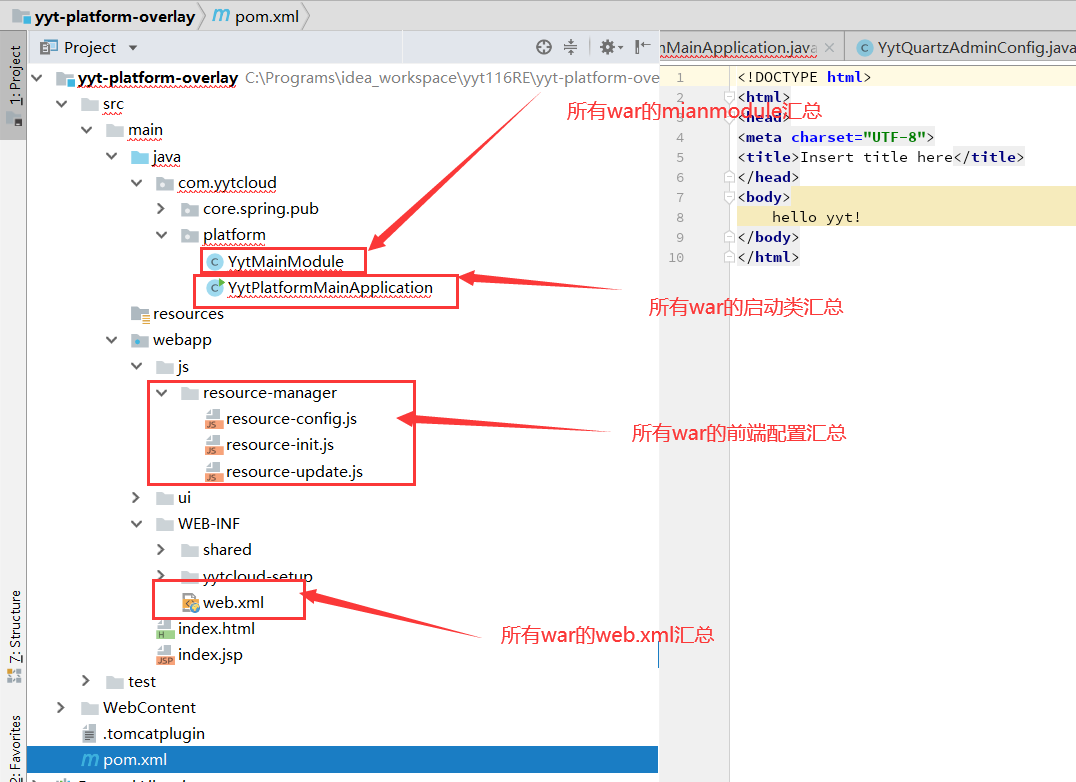 yyt-platform-overlay
pom.xml
1: Project
7: Structure
2: Favorites
Project
yyt-platform-overlay C:\Programs\idea_workspace\yyt116RE\yyt-platform-ove
src
main
java
com.yytcloud
core.spring.pub
platform
YytMainModule
YytPlatformMainApplication
resources
webapp
js
resource-manager
resource-config.js
resource-init.js
resource-update.js
ui
WEB-INF
shared
yytcloud-setup
web.xml
index.html
index.jsp
test
WebContent
.tomcatplugin
pom.xml
所有war的mianmodule汇总
所有war的启动类汇总
所有war的前端配置汇总
所有war的web.xml汇总
MainApplication.java
YytQuartzAdminConfig.java
1 <!DOCTYPE html>
2 <html>
3 <head>
4 <meta charset="UTF-8">
5 <title>Insert title here</title>
6 </head>
7 <body>
8 hello yyt!
9 </body>
10 </html>